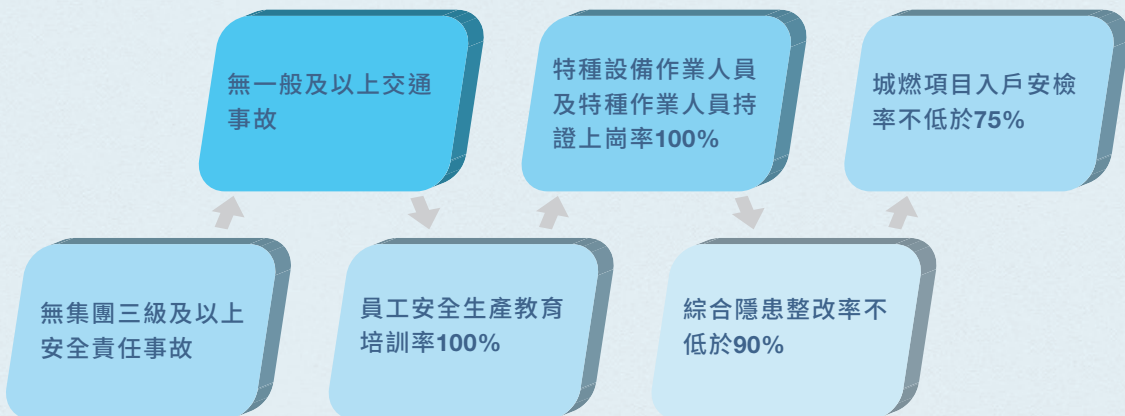 無一般及以上交通
事故
特種設備作業人員
及特種作業人員持
證上崗率100%
城燃項目入戶安檢
率不低於75%
無集團三級及以上
安全責任事故
員工安全生產教育
培訓率100%
綜合隱患整改率不
低於90%